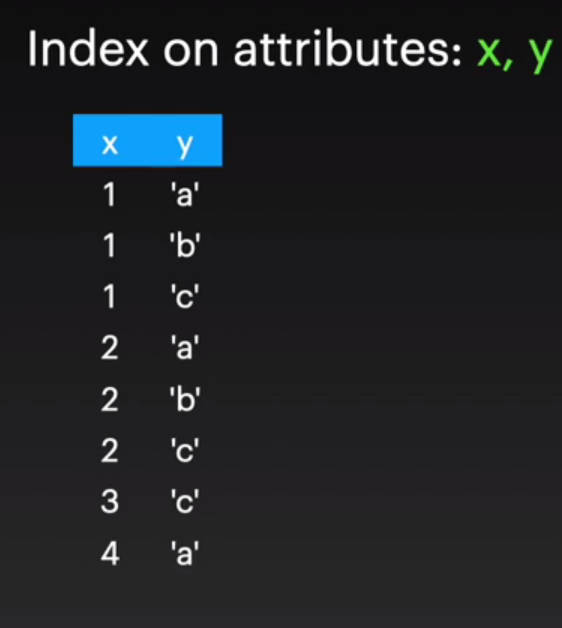 Index on attributes: x, y
x y
1 'a'
1 'b'
1 'c'
2 'a'
2 'b'
2 'c'
3 'c'
4 'a'